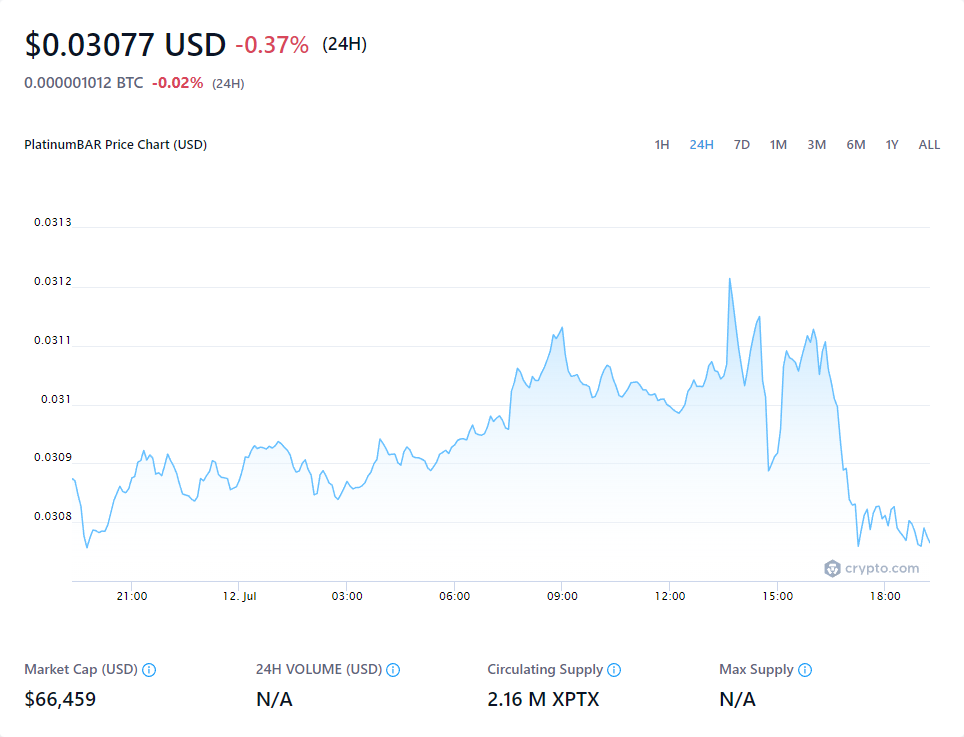 $0.03077 USD -0.37% (24H)
0.000001012 BTC -0.02% (24H)
PlatinumBAR Price Chart (USD) 1H 24H 7D 1M 3M 6M 1Y ALL
0.0313
0.0312
0.0311
0.031
0.0309
0.0308
crypto.com
21:00 12. Jul 03:00 06:00 09:00 12:00 15:00 18:00
Market Cap (USD) 24H VOLUME (USD) Circulating Supply Max Supply
$66,459 N/A 2.16 M XPTX N/A